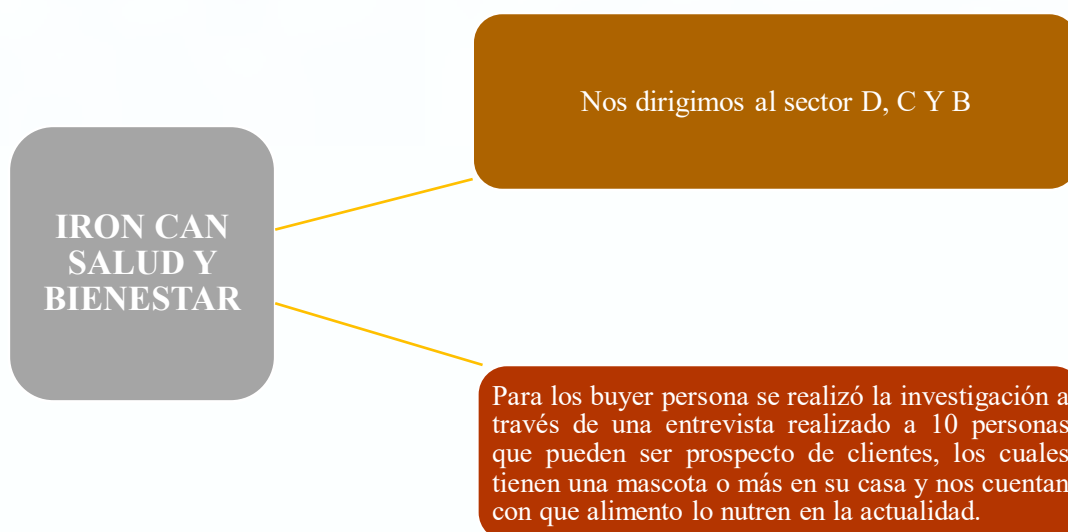 IRON CAN
SALUD Y
BIENESTAR
Nos dirigimos al sector D, C Y B
Para los buyer persona se realizó la investigación a
través de una entrevista realizado a 10 personas
que pueden ser prospecto de clientes, los cuales
tienen una mascota o más en su casa y nos cuentan
con que alimento lo nutren en la actualidad.